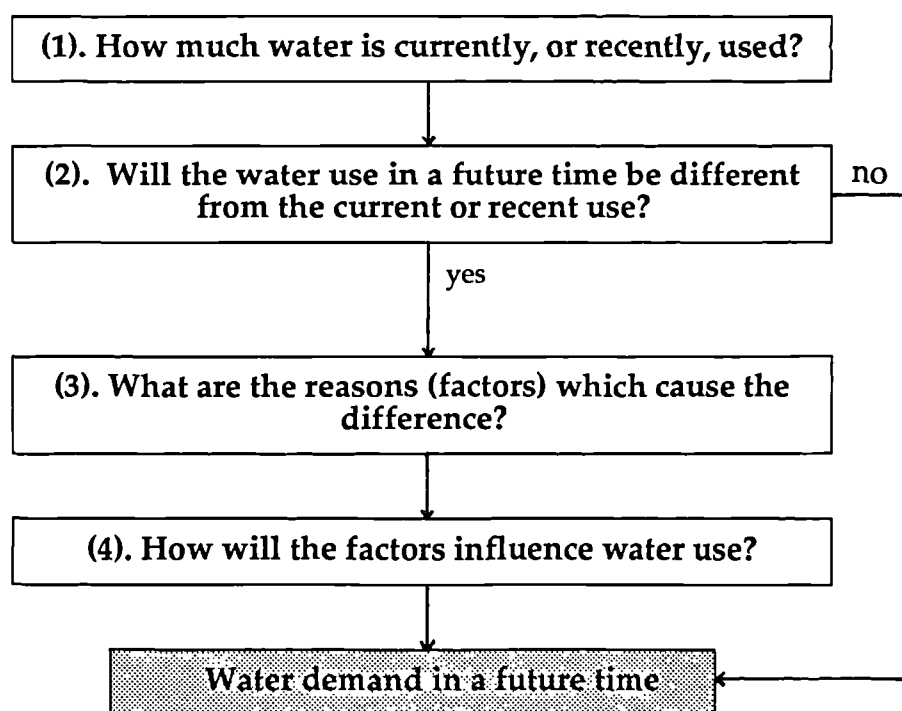 (1). How much water is currently, or recently, used?
(2). Will the water use in a future time be different
from the current or recent use?
no
yes
(3). What are the reasons (factors) which cause the
difference?
(4). How will the factors influence water use?
Water demand in a future time